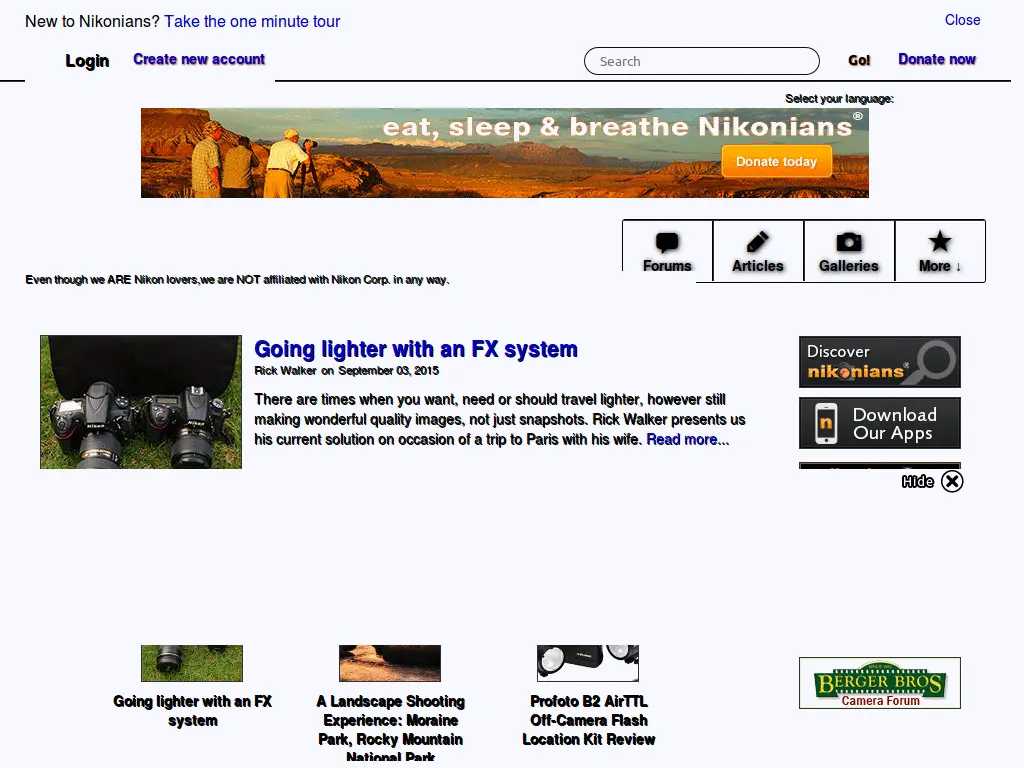 New to Nikonians? Take the one minute tour
Close
Login
Create new account
Search
Go!
Donate now
Select your language:
eat, sleep & breathe Nikonians®
Donate today
Forums
Articles
Galleries
More ↓
Even though we ARE Nikon lovers,we are NOT affiliated with Nikon Corp. in any way.
Going lighter with an FX system
Rick Walker on September 03, 2015
There are times when you want, need or should travel lighter, however still
making wonderful quality images, not just snapshots. Rick Walker presents us
his current solution on occasion of a trip to Paris with his wife. Read more...
Nikon
Nikon
Discover
nikonians®
n
Download
Our Apps
Hide
Going lighter with an FX
system
A Landscape Shooting
Experience: Moraine
Park, Rocky Mountain
National Park
Profoto B2 AirTTL
Off-Camera Flash
Location Kit Review
BERGER BROS
Camera Forum